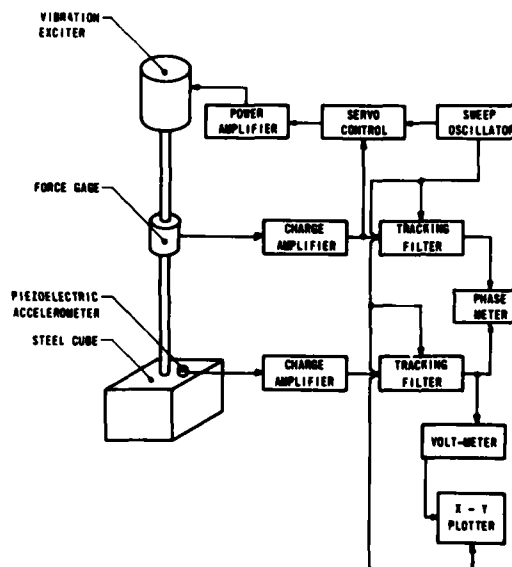 VIBRATION
EXCITER
POWER
AMPLIFIER
SERVO
CONTROL
SWEEP
OSCILLATOR
FORCE GAGE
CHARGE
AMPLIFIER
TRACKING
FILTER
PIEZOELECTRIC
ACCELEROMETER
PHASE
METER
STEEL CUBE
CHARGE
AMPLIFIER
TRACKING
FILTER
VOLT-METER
X - Y
PLOTTER